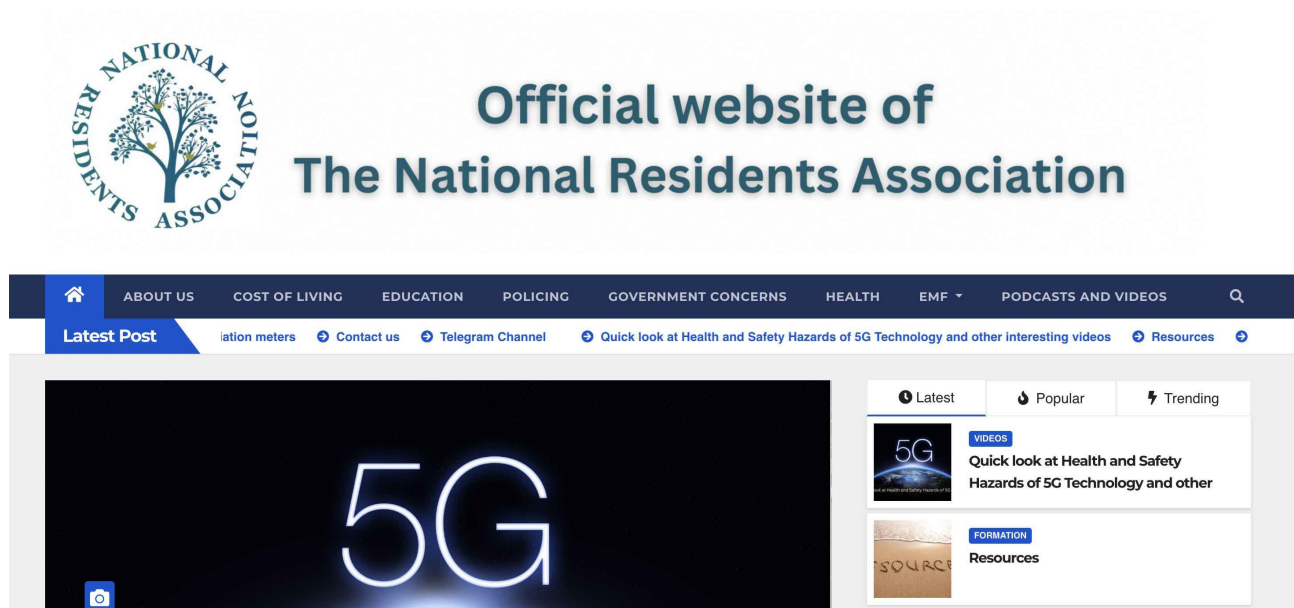 NATIONAL
RESIDENTS
ASSOCIATION
Official website of
The National Residents Association
ABOUT US COST OF LIVING EDUCATION POLICING GOVERNMENT CONCERNS HEALTH EMF PODCASTS AND VIDEOS
Latest Post iation meters Contact us Telegram Channel Quick look at Health and Safety Hazards of 5G Technology and other interesting videos Resources
Latest Popular Trending
5G
5G
VIDEOS
Quick look at Health and Safety
Hazards of 5G Technology and other
FORMATION
Resources